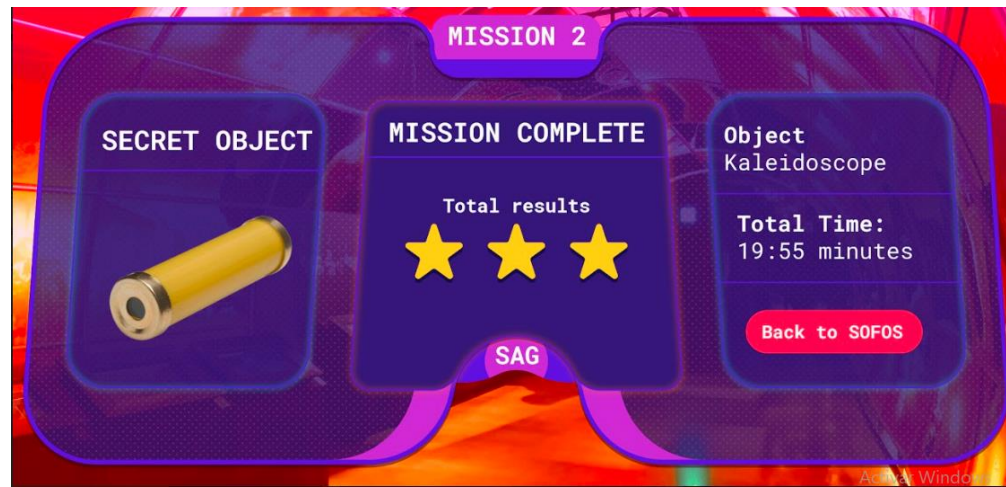 MISSION 2
SECRET OBJECT
MISSION COMPLETE
Total results
SAG
Object
Kaleidoscope
Total Time:
19:55 minutes
Back to SOFOS